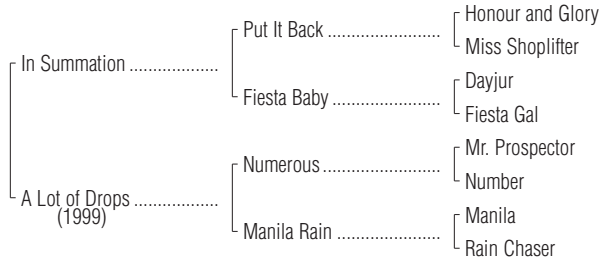 Honour and Glory
Put It Back ......................
Miss Shoplifter
In Summation ..................
Dayjur
Fiesta Baby .....................
Fiesta Gal
Mr. Prospector
Numerous.......................
Number
A Lot of Drops .................
(1999)
Manila
Manila Rain ....................
Rain Chaser